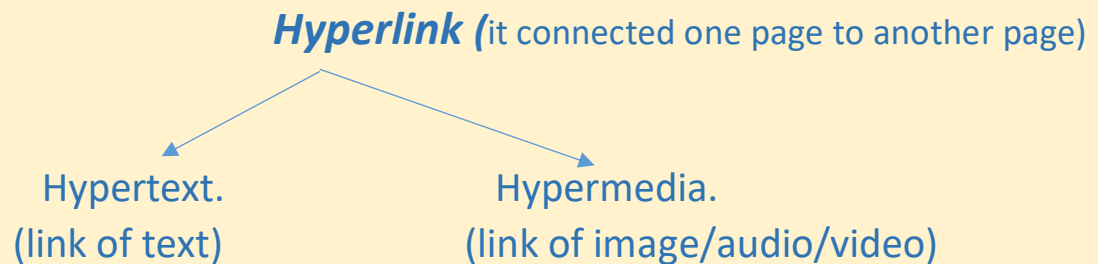 Hyperlink (it connected one page to another page)
Hypertext. Hypermedia.
(link of text) (link of image/audio/video)